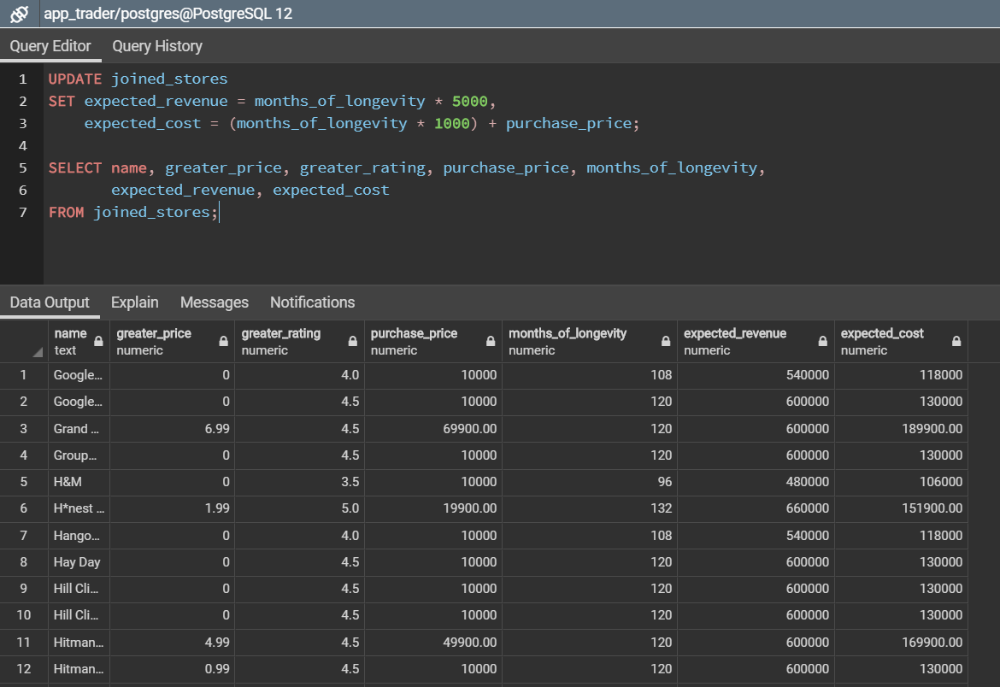 app_trader/postgres@PostgreSQL 12
Query Editor Query History
1 UPDATE joined_stores
2 SET expected_revenue = months_of_longevity * 5000,
3     expected_cost = (months_of_longevity * 1000) + purchase_price;
4
5 SELECT name, greater_price, greater_rating, purchase_price, months_of_longevity,
6        expected_revenue, expected_cost
7 FROM joined_stores;
Data Output Explain Messages Notifications
name greater_price greater_rating purchase_price months_of_longevity expected_revenue expected_cost
text numeric numeric numeric numeric numeric numeric
1 Google... 0 4.0 10000 108 540000 118000
2 Google... 0 4.5 10000 120 600000 130000
3 Grand ... 6.99 4.5 69900.00 120 600000 189900.00
4 Group... 0 4.5 10000 120 600000 130000
5 H&M 0 3.5 10000 96 480000 106000
6 H*nest ... 1.99 5.0 19900.00 132 660000 151900.00
7 Hango... 0 4.0 10000 108 540000 118000
8 Hay Day 0 4.5 10000 120 600000 130000
9 Hill Cli... 0 4.5 10000 120 600000 130000
10 Hill Cli... 0 4.5 10000 120 600000 130000
11 Hitman... 4.99 4.5 49900.00 120 600000 169900.00
12 Hitman... 0.99 4.5 10000 120 600000 130000